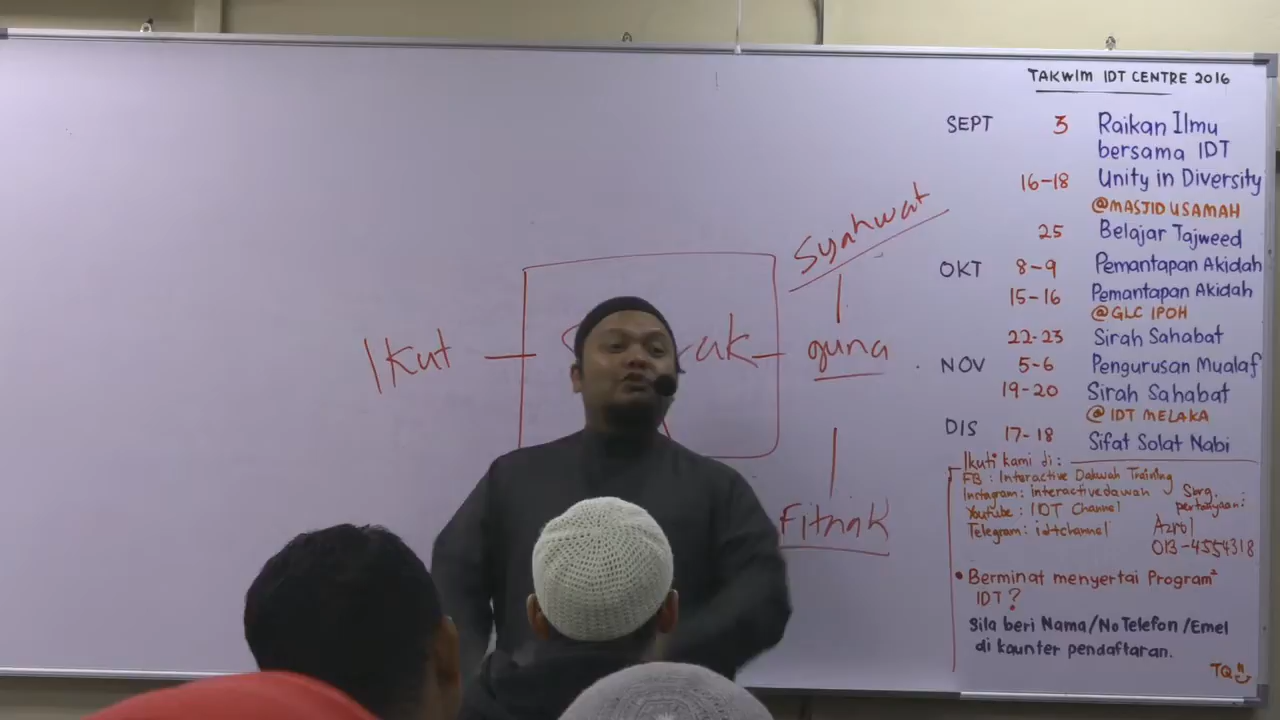 TAKWIM IDT CENTRE 2016
SEPT 3 Raikan Ilmu
bersama IDT
16-18 Unity in Diversity
@MASJID USAMAH
25 Belajar Tajweed
OKT 8-9 Pemantapan Akidah
15-16 Pemantapan Akidah
@GLC IPOH
22-23 Sirah Sahabat
NOV 5-6 Pengurusan Mualaf
19-20 Sirah Sahabat
@ IDT MELAKA
DIS 17-18 Sifat Solat Nabi
Ikuti kami di:
FB: Interactive Dakwah Training
Instagram: interactivedawah
Youtube: IDT Channel
Telegram: idtchannel
Sbrg.
pertanyaan:
Azrol
013-4554318
• Berminat menyertai Program²
IDT?
Sila beri Nama/No Telefon/Emel
di kaunter pendaftaran.
TQ
Syahwat
Ikut
guna
Fitnah